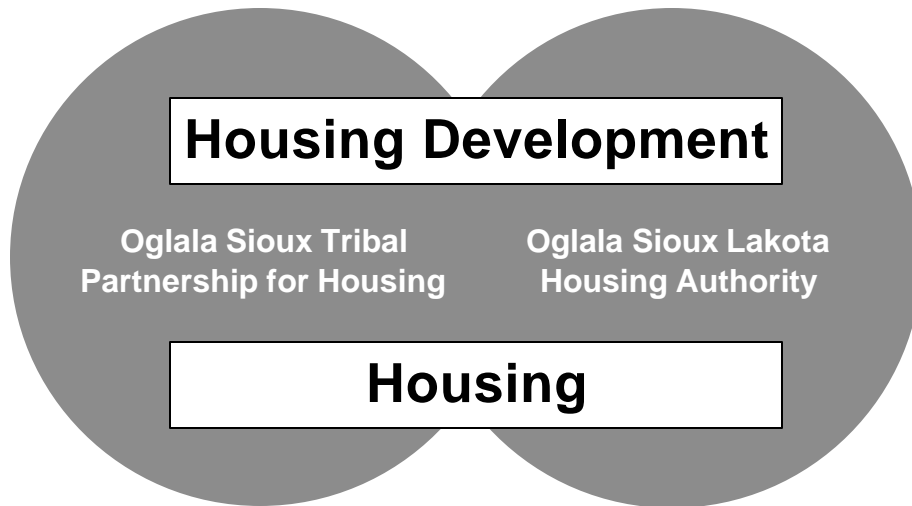 Housing Development
Oglala Sioux Tribal
Partnership for Housing
Oglala Sioux Lakota
Housing Authority
Housing